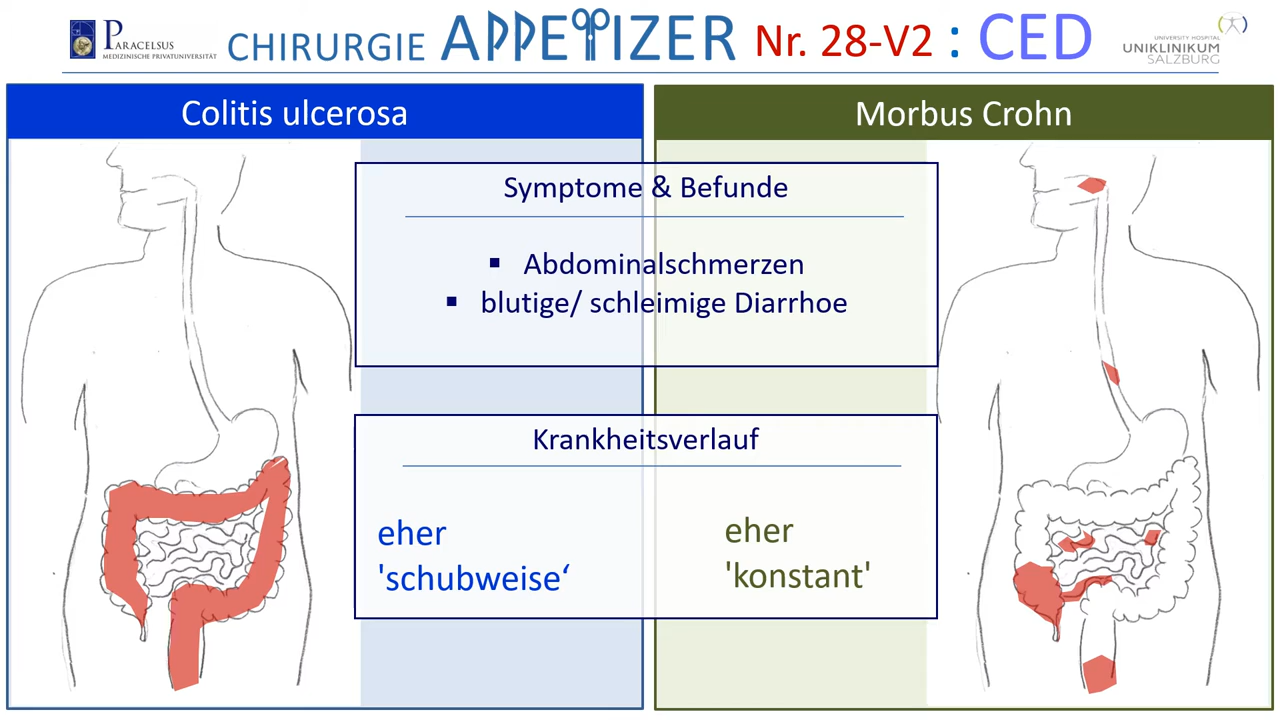 PARACELSUS
MEDIZINISCHE PRIVATUNIVERSITÄT
CHIRURGIE APPETIZER Nr. 28-V2 : CED
UNIVERSITY HOSPITAL
UNIKLINIKUM
SALZBURG
Colitis ulcerosa
Morbus Crohn
Symptome & Befunde
▪ Abdominalschmerzen
▪ blutige/ schleimige Diarrhoe
Krankheitsverlauf
eher
'schubweise‘
eher
'konstant'